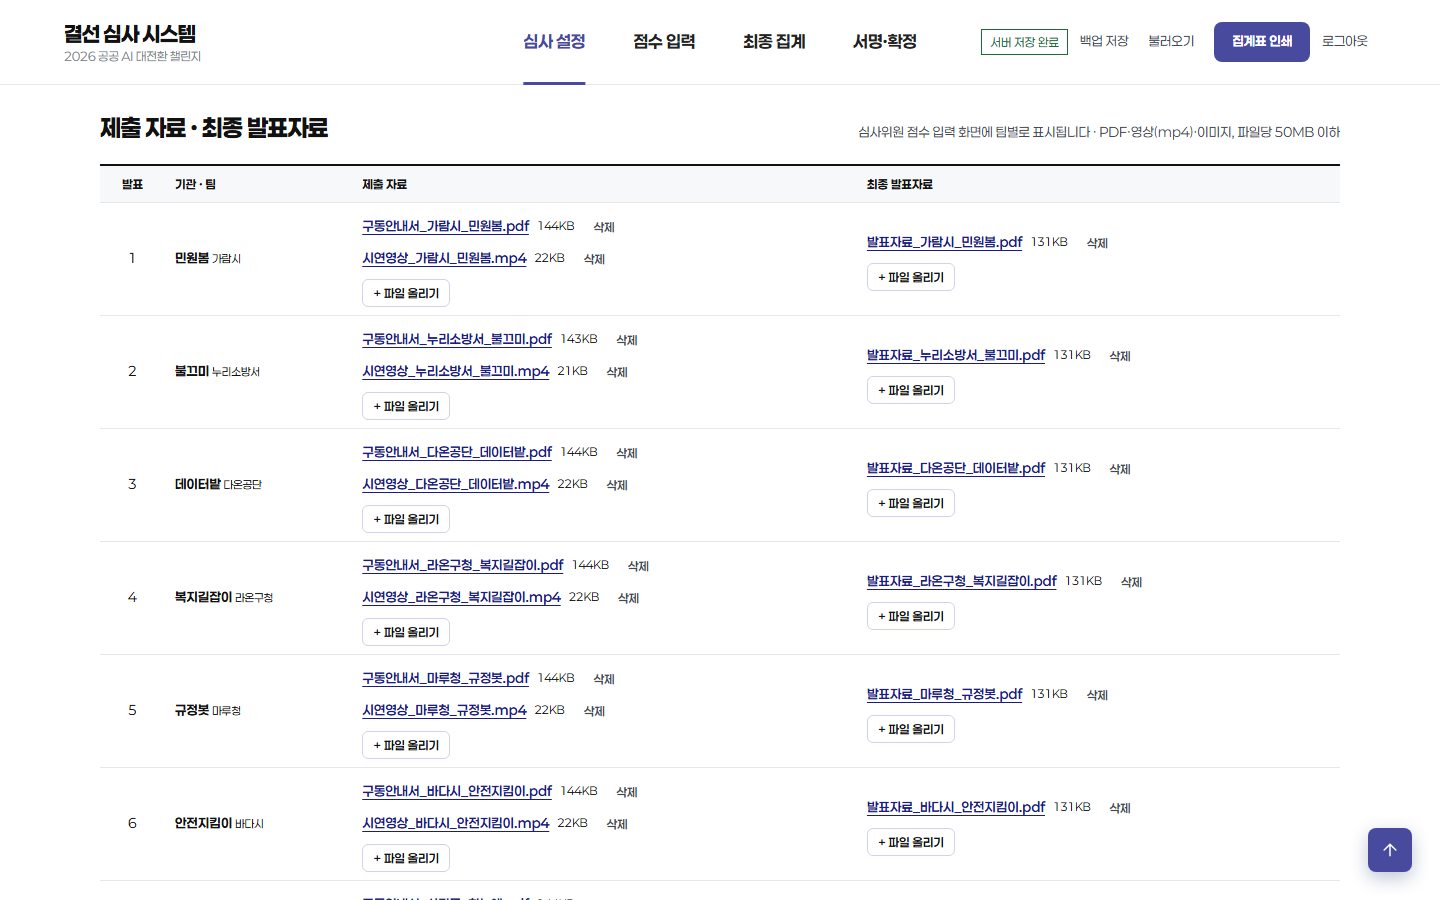 결선 심사 시스템
2026 공공 AI 대전환 챌린지
심사 설정
점수 입력
최종 집계
서명·확정
서버 저장 완료
백업 저장
불러오기
집계표 인쇄
로그아웃
제출 자료 · 최종 발표자료
심사위원 점수 입력 화면에 팀별로 표시됩니다 · PDF·영상(mp4)·이미지, 파일당 50MB 이하
발표 기관 · 팀 제출 자료 최종 발표자료
1 민원봄 가람시
구동안내서_가람시_민원봄.pdf 144KB 삭제
시연영상_가람시_민원봄.mp4 22KB 삭제
+ 파일 올리기
발표자료_가람시_민원봄.pdf 131KB 삭제
+ 파일 올리기
2 불끄미 누리소방서
구동안내서_누리소방서_불끄미.pdf 143KB 삭제
시연영상_누리소방서_불끄미.mp4 21KB 삭제
+ 파일 올리기
발표자료_누리소방서_불끄미.pdf 131KB 삭제
+ 파일 올리기
3 데이터밭 다온공단
구동안내서_다온공단_데이터밭.pdf 144KB 삭제
시연영상_다온공단_데이터밭.mp4 22KB 삭제
+ 파일 올리기
발표자료_다온공단_데이터밭.pdf 131KB 삭제
+ 파일 올리기
4 복지길잡이 라온구청
구동안내서_라온구청_복지길잡이.pdf 144KB 삭제
시연영상_라온구청_복지길잡이.mp4 22KB 삭제
+ 파일 올리기
발표자료_라온구청_복지길잡이.pdf 131KB 삭제
+ 파일 올리기
5 규정봇 마루청
구동안내서_마루청_규정봇.pdf 144KB 삭제
시연영상_마루청_규정봇.mp4 22KB 삭제
+ 파일 올리기
발표자료_마루청_규정봇.pdf 131KB 삭제
+ 파일 올리기
6 안전지킴이 바다시
구동안내서_바다시_안전지킴이.pdf 144KB 삭제
시연영상_바다시_안전지킴이.mp4 22KB 삭제
+ 파일 올리기
발표자료_바다시_안전지킴이.pdf 131KB 삭제
+ 파일 올리기